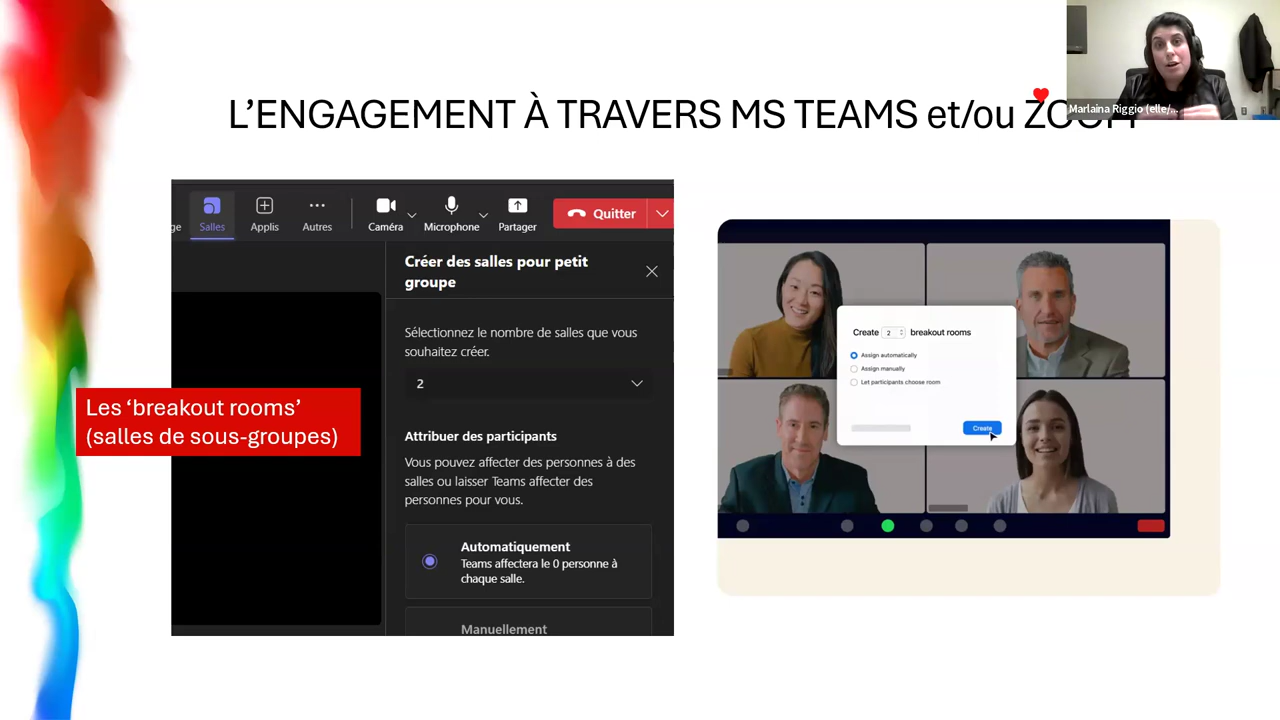 L’ENGAGEMENT À TRAVERS MS TEAMS et/ou ZOOM
Marlaina Riggio (elle/...
Salles
Applis
Autres
Caméra
Microphone
Partager
Quitter
Créer des salles pour petit
groupe
Sélectionnez le nombre de salles que vous
souhaitez créer.
2
Attribuer des participants
Vous pouvez affecter des personnes à des
salles ou laisser Teams affecter des
personnes pour vous.
Automatiquement
Teams affectera le 0 personne à
chaque salle.
Manuellement
Les ‘breakout rooms’
(salles de sous-groupes)
Create 2 breakout rooms
Assign automatically
Assign manually
Let participants choose room
Create